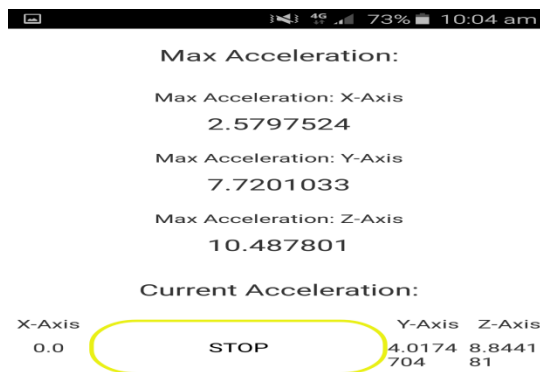 4G 73% 10:04 am
Max Acceleration:
Max Acceleration: X-Axis
2.5797524
Max Acceleration: Y-Axis
7.7201033
Max Acceleration: Z-Axis
10.487801
Current Acceleration:
X-Axis Y-Axis Z-Axis
0.0 STOP 4.0174 8.8441
704 81